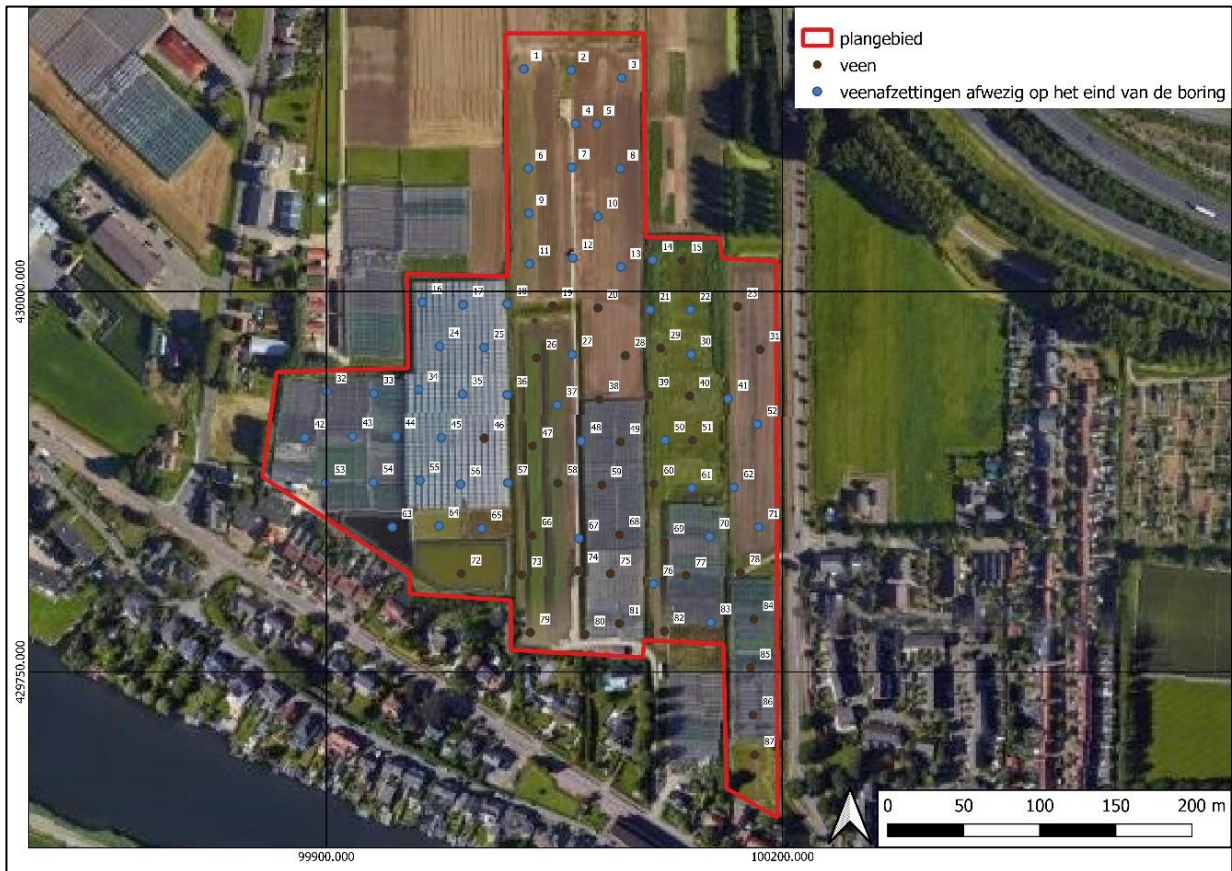 plangebied
veen
veenafzettingen afwezig op het eind van de boring
1 2 3
4 5
6 7 8
9 10
11 12 13 14 15
16 17 18 19 20 21 22 23
24 25 26 27 28 29 30 31
32 33 34 35 36 37 38 39 40 41
42 43 44 45 46 47 48 49 50 51 52
53 54 55 56 57 58 59 60 61 62
63 64 65 66 67 68 69 70 71
72 73 74 75 76 77 78
79 80 81 82 83 84
85
86
87
430000.000
429750.000
0 50 100 150 200 m
99900.000 100200.000